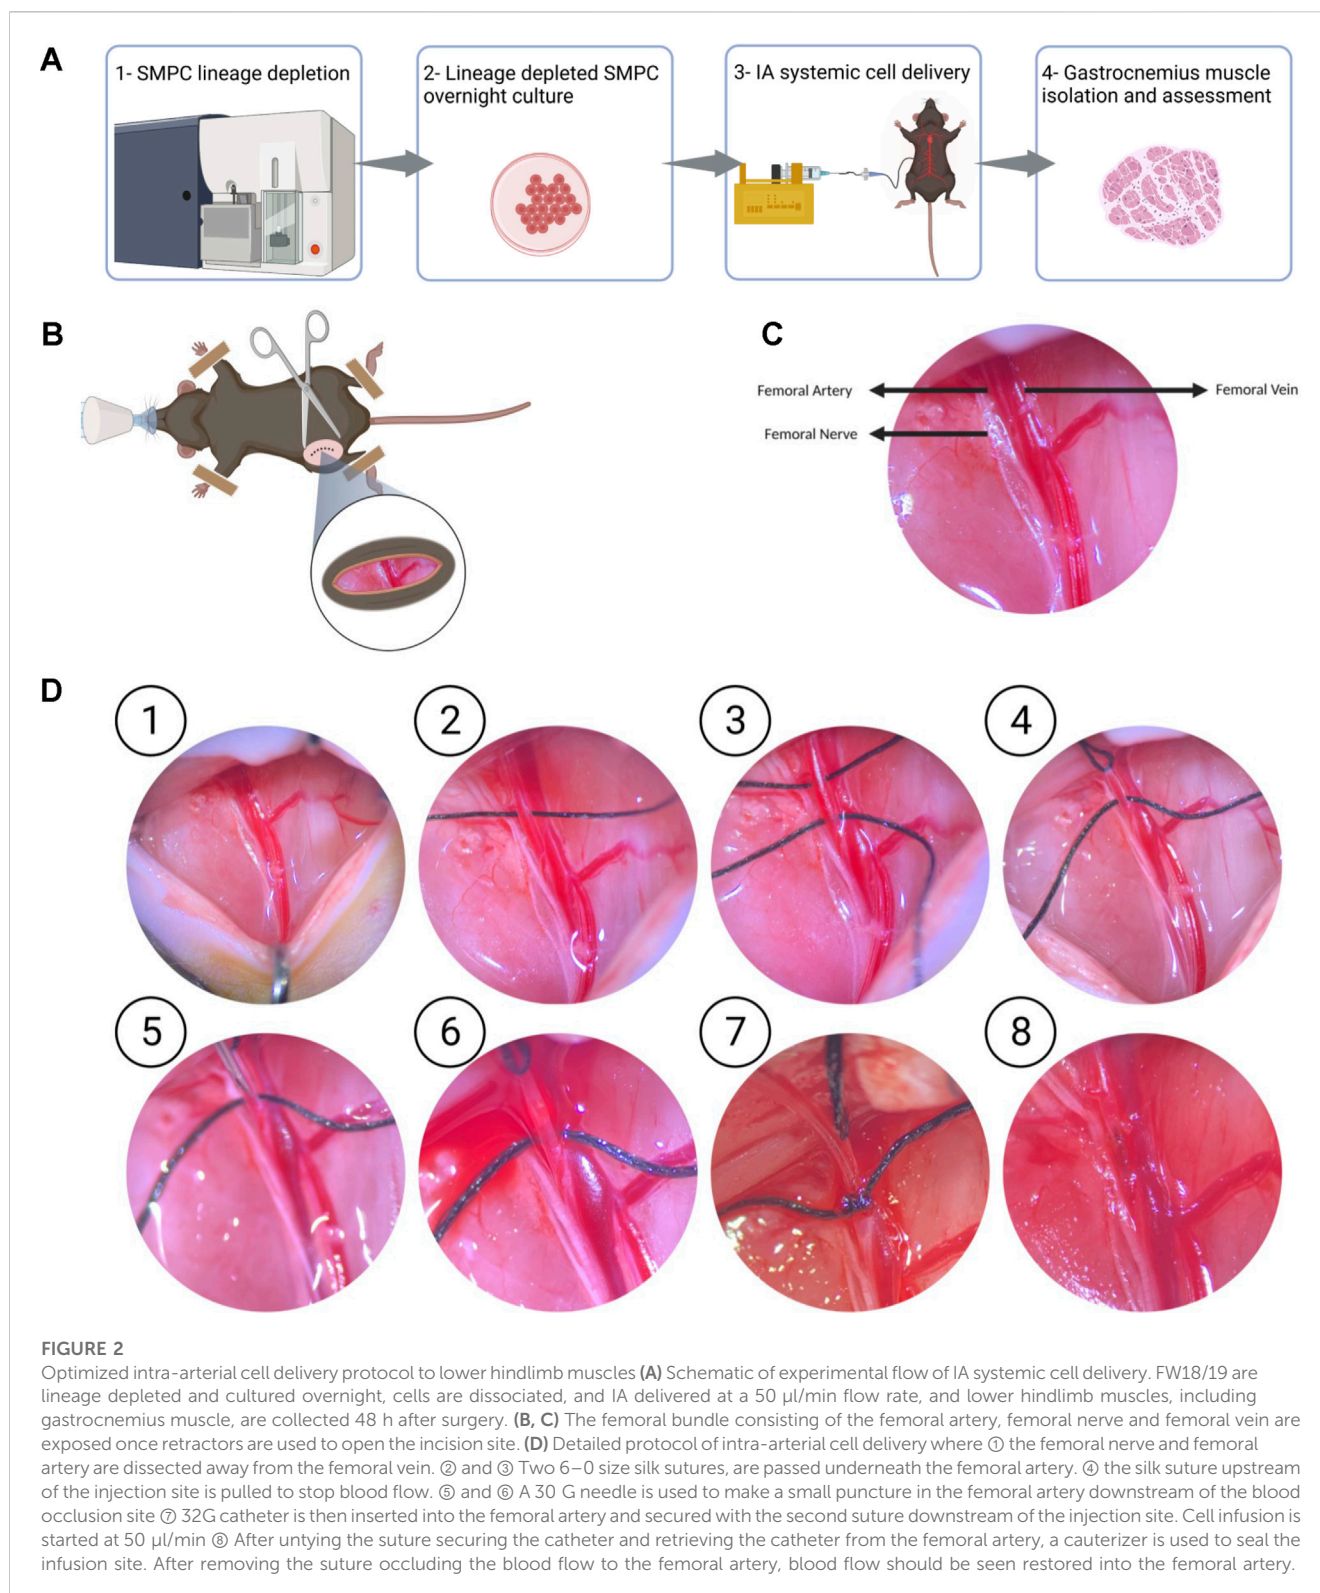 A
1- SMPC lineage depletion
2- Lineage depleted SMPC
overnight culture
3- IA systemic cell delivery
4- Gastrocnemius muscle
isolation and assessment
B
C
Femoral Artery
Femoral Vein
Femoral Nerve
D
1
2
3
4
5
6
7
8
FIGURE 2
Optimized intra-arterial cell delivery protocol to lower hindlimb muscles (A) Schematic of experimental flow of IA systemic cell delivery. FW18/19 are
lineage depleted and cultured overnight, cells are dissociated, and IA delivered at a 50 µl/min flow rate, and lower hindlimb muscles, including
gastrocnemius muscle, are collected 48 h after surgery. (B, C) The femoral bundle consisting of the femoral artery, femoral nerve and femoral vein are
exposed once retractors are used to open the incision site. (D) Detailed protocol of intra-arterial cell delivery where ① the femoral nerve and femoral
artery are dissected away from the femoral vein. ② and ③ Two 6–0 size silk sutures, are passed underneath the femoral artery. ④ the silk suture upstream
of the injection site is pulled to stop blood flow. ⑤ and ⑥ A 30 G needle is used to make a small puncture in the femoral artery downstream of the blood
occlusion site ⑦ 32G catheter is then inserted into the femoral artery and secured with the second suture downstream of the injection site. Cell infusion is
started at 50 µl/min ⑧ After untying the suture securing the catheter and retrieving the catheter from the femoral artery, a cauterizer is used to seal the
infusion site. After removing the suture occluding the blood flow to the femoral artery, blood flow should be seen restored into the femoral artery.